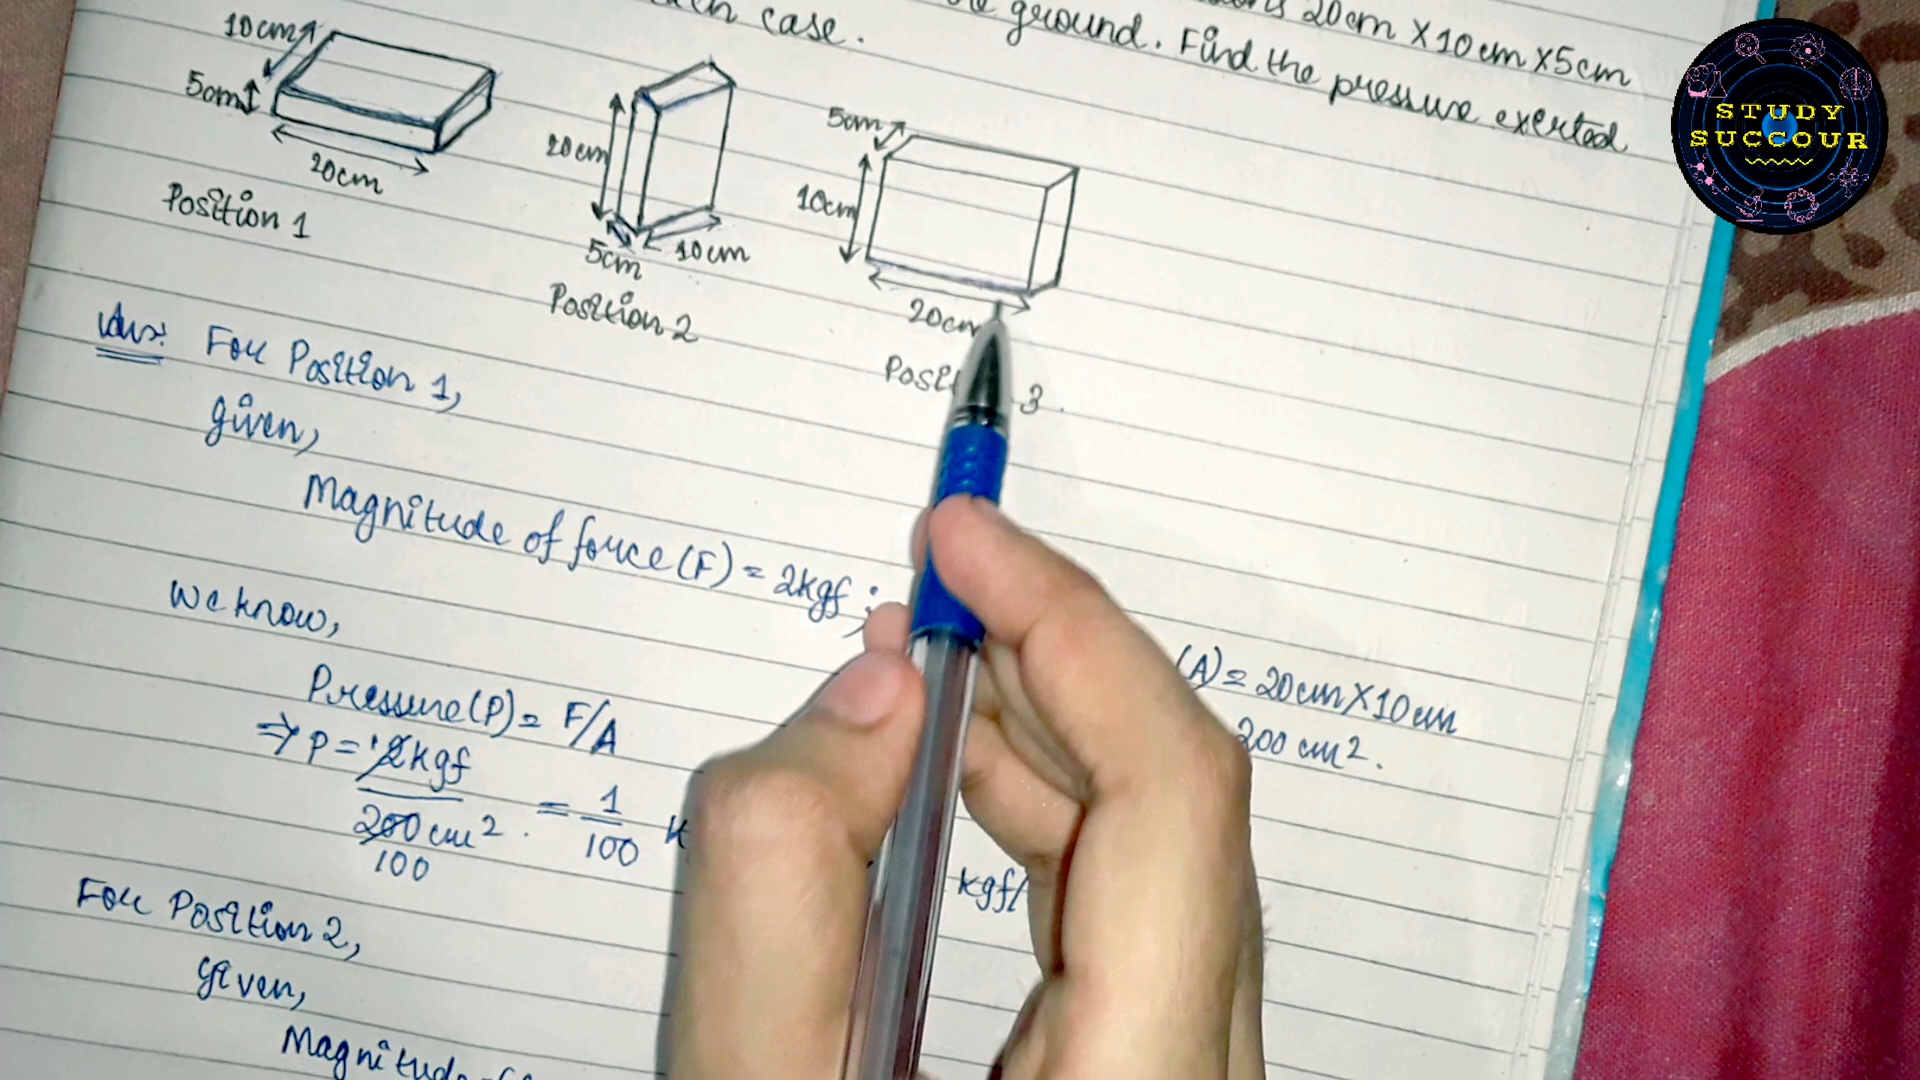 20cm X 10cm X 5cm
case.
ground. Find the pressure exerted
10cm
5cm
20cm
Position 1
20cm
5cm
10cm
Position 2
5cm
10cm
20cm
3.
Ans: For Position 1,
given,
Magnitude of force (F) = 2kgf;
(A) = 20cm X 10cm
200 cm².
We know,
Pressure (P) = F/A
⇒ P = 2kgf
200 cm²
100
= 1
100
kgf/
For Position 2,
Given,
Magnitude
STUDY
SUCCOUR